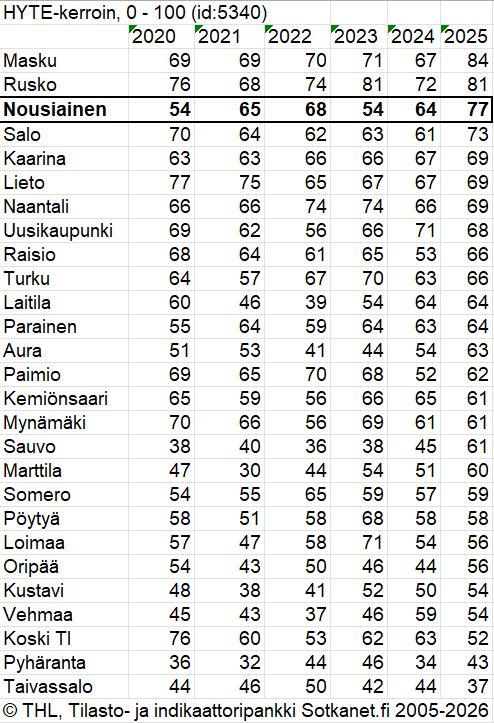 HYTE-kerroin, 0 - 100 (id:5340)
2020 2021 2022 2023 2024 2025
Masku 69 69 70 71 67 84
Rusko 76 68 74 81 72 81
Nousiainen 54 65 68 54 64 77
Salo 70 64 62 63 61 73
Kaarina 63 63 66 66 67 69
Lieto 77 75 65 67 67 69
Naantali 66 66 74 74 66 69
Uusikaupunki 69 62 56 66 71 68
Raisio 68 64 61 65 53 66
Turku 64 57 67 70 63 66
Laitila 60 46 39 54 64 64
Parainen 55 64 59 64 63 64
Aura 51 53 41 44 54 63
Paimio 69 65 70 68 52 62
Kemiönsaari 65 59 56 66 65 61
Mynämäki 70 66 56 69 61 61
Sauvo 38 40 36 38 45 61
Marttila 47 30 44 54 51 60
Somero 54 55 65 59 57 59
Pöytyä 58 51 58 68 58 58
Loimaa 57 47 58 71 54 56
Oripää 54 43 50 46 44 56
Kustavi 48 38 41 52 50 54
Vehmaa 45 43 37 46 59 54
Koski Tl 76 60 53 62 63 52
Pyhäranta 36 32 44 46 34 43
Taivassalo 44 46 50 42 44 37
© THL, Tilasto- ja indikaattoripankki Sotkanet.fi 2005-2026